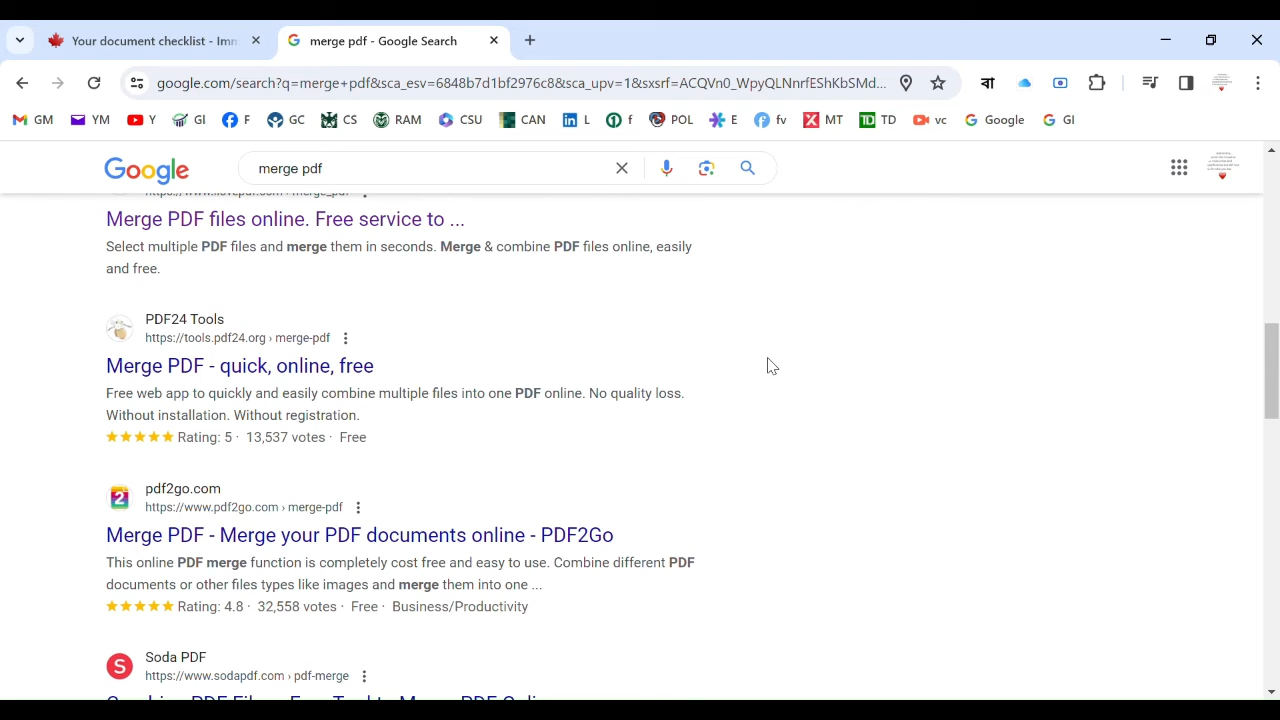 Your document checklist - Imm
merge pdf - Google Search
google.com/search?q=merge+pdf&sca_esv=6848b7d1bf2976c8&sca_upv=1&sxsrf=ACQVn0_WpyQLNnrfEShKbSMd...
বা
GM YM Y GI F GC CS RAM CSU CAN L f POL E fv MT TD vc Google GI
Google
merge pdf
Merge PDF files online. Free service to ...
Select multiple PDF files and merge them in seconds. Merge & combine PDF files online, easily
and free.
PDF24 Tools
https://tools.pdf24.org › merge-pdf
Merge PDF - quick, online, free
Free web app to quickly and easily combine multiple files into one PDF online. No quality loss.
Without installation. Without registration.
Rating: 5 · 13,537 votes · Free
2
pdf2go.com
https://www.pdf2go.com › merge-pdf
Merge PDF - Merge your PDF documents online - PDF2Go
This online PDF merge function is completely cost free and easy to use. Combine different PDF
documents or other files types like images and merge them into one ...
Rating: 4.8 · 32,558 votes · Free · Business/Productivity
S
Soda PDF
https://www.sodapdf.com › pdf-merge